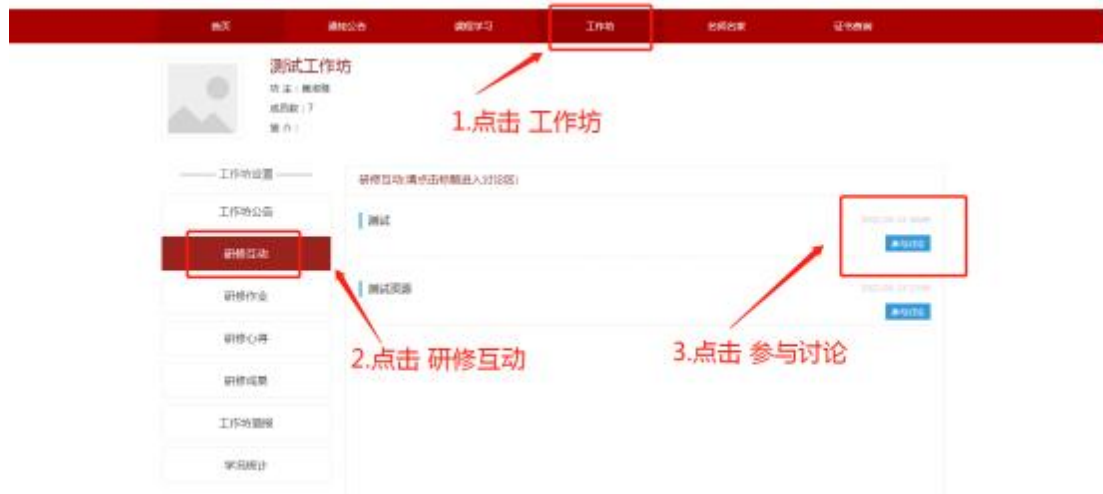 首页 通知公告 课程学习 工作坊 名师名家 证书查询
测试工作坊
坊 主：
成员数：7
简 介：
1.点击 工作坊
工作坊设置
研修互动(请点击标题进入讨论区)
工作坊公告
测试
参与讨论
研修互动
研修作业
测试资源
参与讨论
研修心得
2.点击 研修互动
3.点击 参与讨论
研修成果
工作坊简报
学员统计